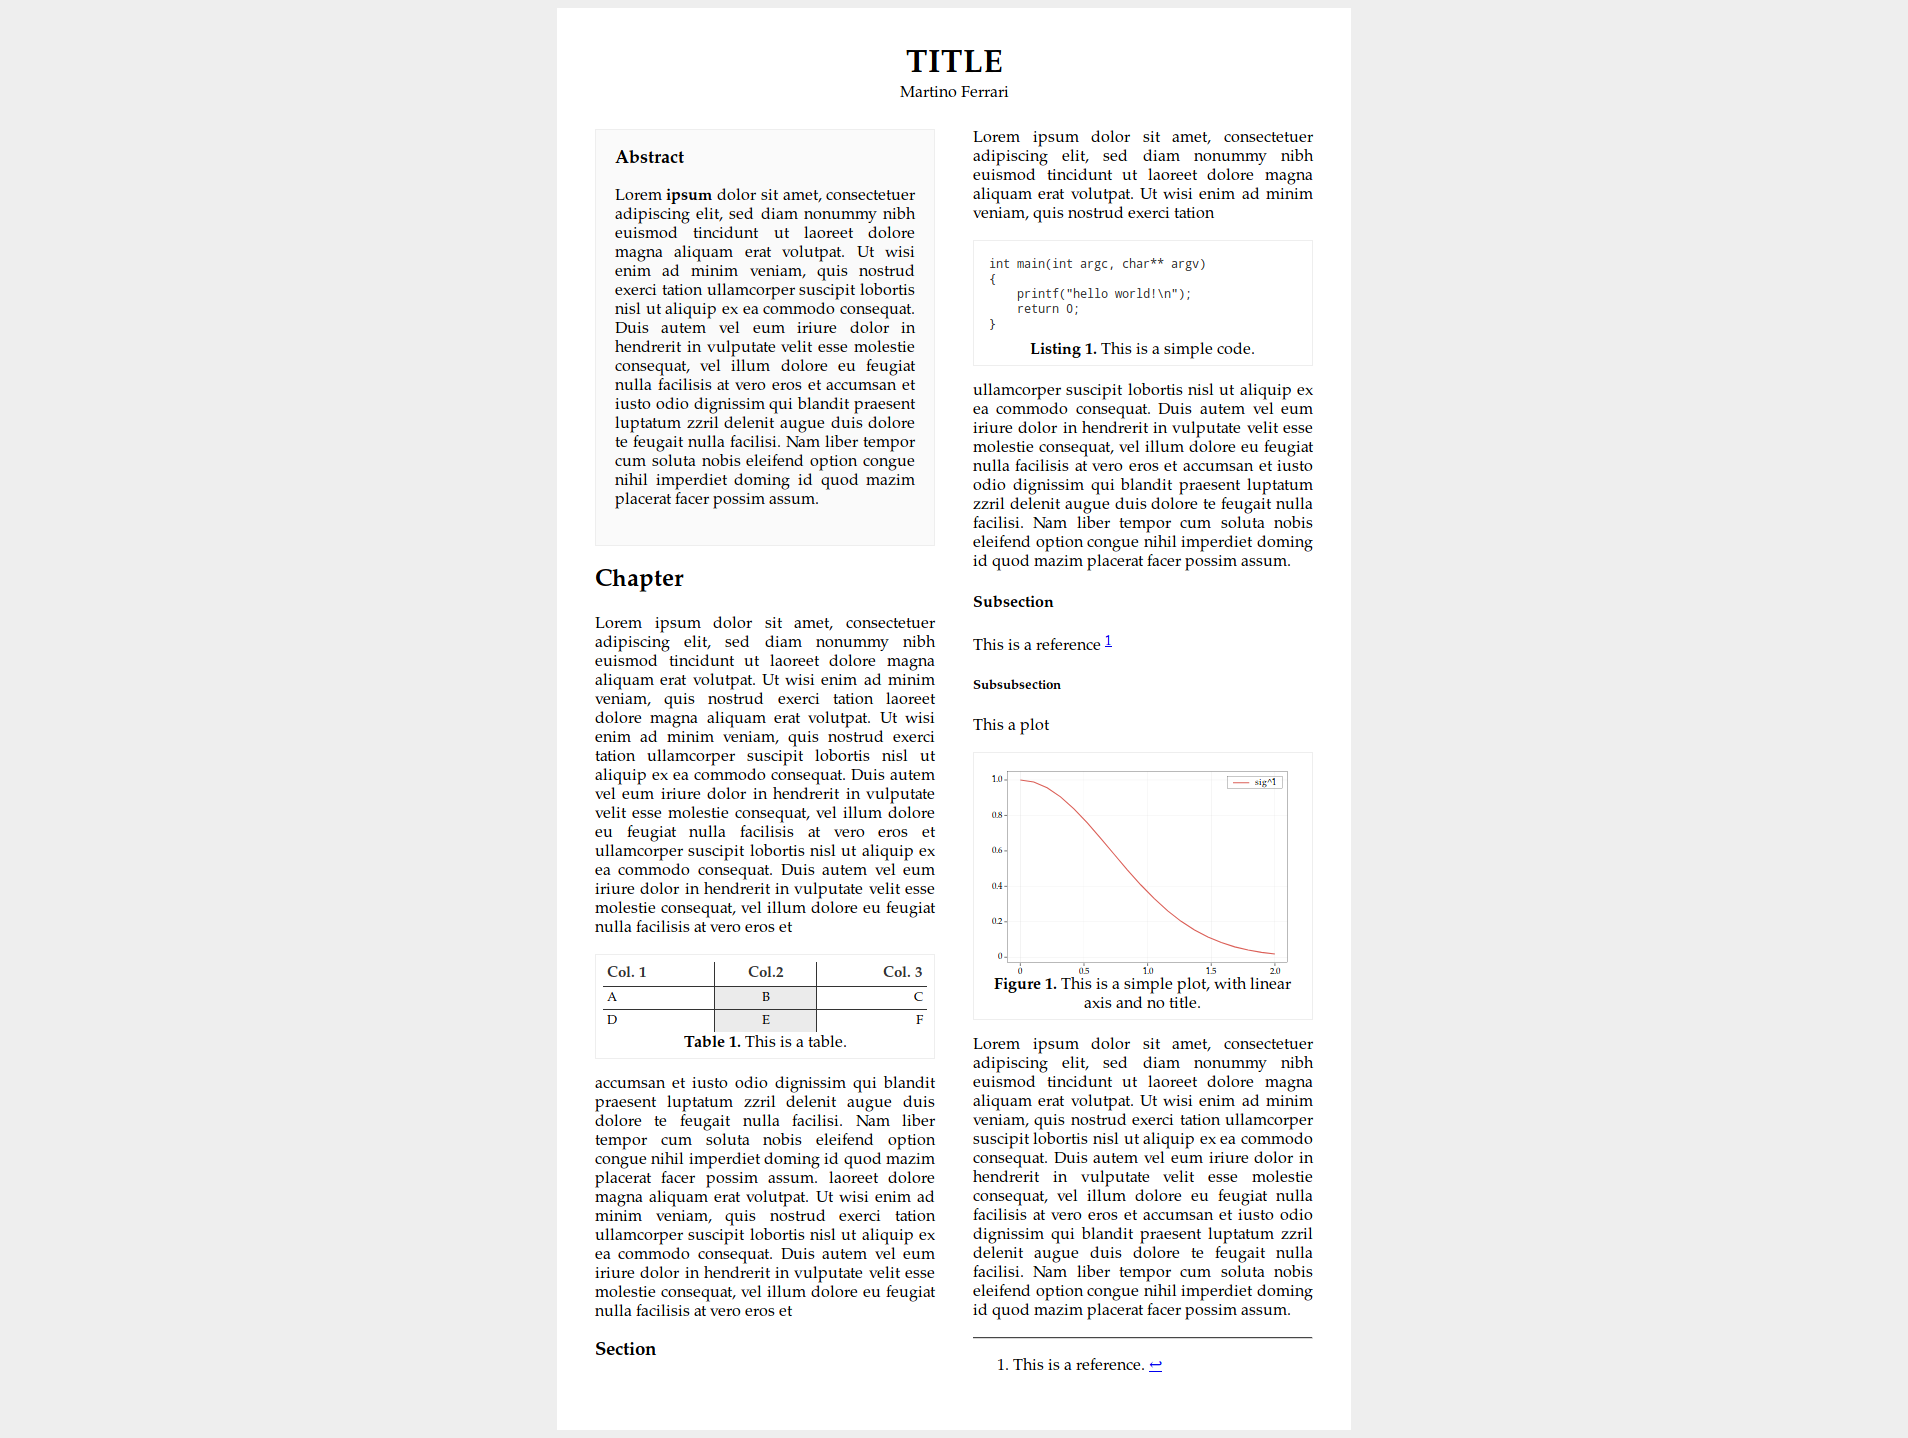 TITLE
Martino Ferrari
Abstract
Lorem ipsum dolor sit amet, consectetuer
adipiscing elit, sed diam nonummy nibh
euismod tincidunt ut laoreet dolore
magna aliquam erat volutpat. Ut wisi
enim ad minim veniam, quis nostrud
exerci tation ullamcorper suscipit lobortis
nisl ut aliquip ex ea commodo consequat.
Duis autem vel eum iriure dolor in
hendrerit in vulputate velit esse molestie
consequat, vel illum dolore eu feugiat
nulla facilisis at vero eros et accumsan et
iusto odio dignissim qui blandit praesent
luptatum zzril delenit augue duis dolore
te feugait nulla facilisi. Nam liber tempor
cum soluta nobis eleifend option congue
nihil imperdiet doming id quod mazim
placerat facer possim assum.
Chapter
Lorem ipsum dolor sit amet, consectetuer
adipiscing elit, sed diam nonummy nibh
euismod tincidunt ut laoreet dolore magna
aliquam erat volutpat. Ut wisi enim ad minim
veniam, quis nostrud exerci tation laoreet
dolore magna aliquam erat volutpat. Ut wisi
enim ad minim veniam, quis nostrud exerci
tation ullamcorper suscipit lobortis nisl ut
aliquip ex ea commodo consequat. Duis autem
vel eum iriure dolor in hendrerit in vulputate
velit esse molestie consequat, vel illum dolore
eu feugiat nulla facilisis at vero eros et
ullamcorper suscipit lobortis nisl ut aliquip ex
ea commodo consequat. Duis autem vel eum
iriure dolor in hendrerit in vulputate velit esse
molestie consequat, vel illum dolore eu feugiat
nulla facilisis at vero eros et
Col. 1 Col.2 Col. 3
A B C
D E F
Table 1. This is a table.
accumsan et iusto odio dignissim qui blandit
praesent luptatum zzril delenit augue duis
dolore te feugait nulla facilisi. Nam liber
tempor cum soluta nobis eleifend option
congue nihil imperdiet doming id quod mazim
placerat facer possim assum. laoreet dolore
magna aliquam erat volutpat. Ut wisi enim ad
minim veniam, quis nostrud exerci tation
ullamcorper suscipit lobortis nisl ut aliquip ex
ea commodo consequat. Duis autem vel eum
iriure dolor in hendrerit in vulputate velit esse
molestie consequat, vel illum dolore eu feugiat
nulla facilisis at vero eros et
Section
Lorem ipsum dolor sit amet, consectetuer
adipiscing elit, sed diam nonummy nibh
euismod tincidunt ut laoreet dolore magna
aliquam erat volutpat. Ut wisi enim ad minim
veniam, quis nostrud exerci tation
int main(int argc, char** argv)
{
    printf("hello world!\n");
    return 0;
}
Listing 1. This is a simple code.
ullamcorper suscipit lobortis nisl ut aliquip ex
ea commodo consequat. Duis autem vel eum
iriure dolor in hendrerit in vulputate velit esse
molestie consequat, vel illum dolore eu feugiat
nulla facilisis at vero eros et accumsan et iusto
odio dignissim qui blandit praesent luptatum
zzril delenit augue duis dolore te feugait nulla
facilisi. Nam liber tempor cum soluta nobis
eleifend option congue nihil imperdiet doming
id quod mazim placerat facer possim assum.
Subsection
This is a reference 1
Subsubsection
This a plot
sig^1
1.0
0.8
0.6
0.4
0.2
0
0 0.5 1.0 1.5 2.0
Figure 1. This is a simple plot, with linear
axis and no title.
Lorem ipsum dolor sit amet, consectetuer
adipiscing elit, sed diam nonummy nibh
euismod tincidunt ut laoreet dolore magna
aliquam erat volutpat. Ut wisi enim ad minim
veniam, quis nostrud exerci tation ullamcorper
suscipit lobortis nisl ut aliquip ex ea commodo
consequat. Duis autem vel eum iriure dolor in
hendrerit in vulputate velit esse molestie
consequat, vel illum dolore eu feugiat nulla
facilisis at vero eros et accumsan et iusto odio
dignissim qui blandit praesent luptatum zzril
delenit augue duis dolore te feugait nulla
facilisi. Nam liber tempor cum soluta nobis
eleifend option congue nihil imperdiet doming
id quod mazim placerat facer possim assum.
1. This is a reference. ↩